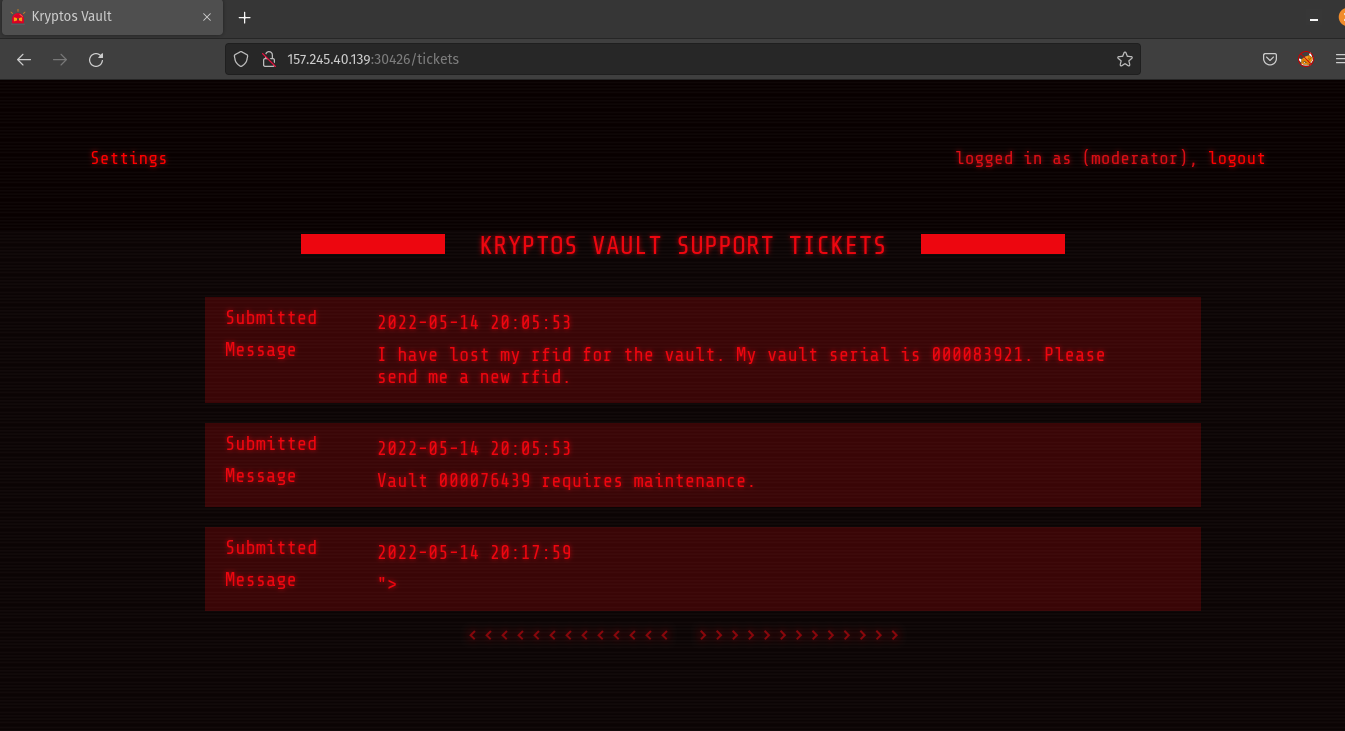 Kryptos Vault
157.245.40.139:30426/tickets
Settings
logged in as (moderator), logout
KRYPTOS VAULT SUPPORT TICKETS
Submitted 2022-05-14 20:05:53
Message I have lost my rfid for the vault. My vault serial is 000083921. Please
send me a new rfid.
Submitted 2022-05-14 20:05:53
Message Vault 000076439 requires maintenance.
Submitted 2022-05-14 20:17:59
Message ">
<<<<<<<<<<<<< >>>>>>>>>>>>>